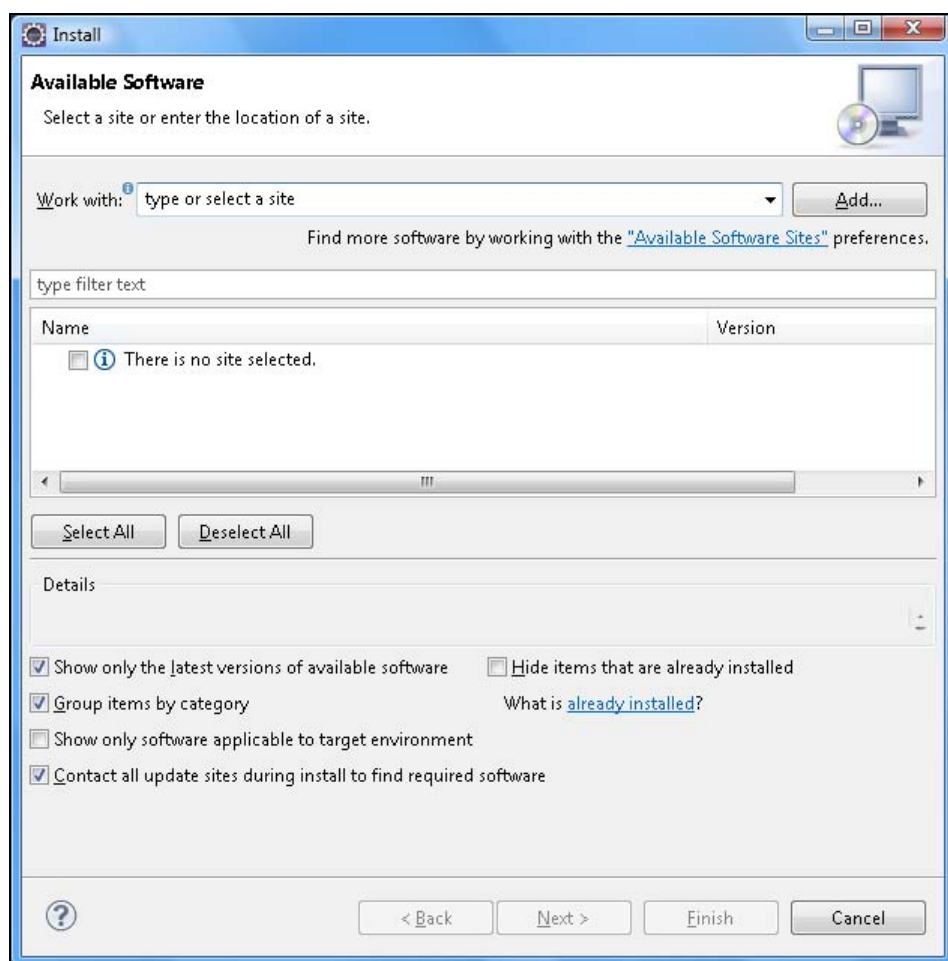 Install
Available Software
Select a site or enter the location of a site.
Work with: type or select a site Add...
Find more software by working with the "Available Software Sites" preferences.
type filter text
Name Version
There is no site selected.
Select All Deselect All
Details
Show only the latest versions of available software Hide items that are already installed
Group items by category What is already installed?
Show only software applicable to target environment
Contact all update sites during install to find required software
< Back Next > Finish Cancel